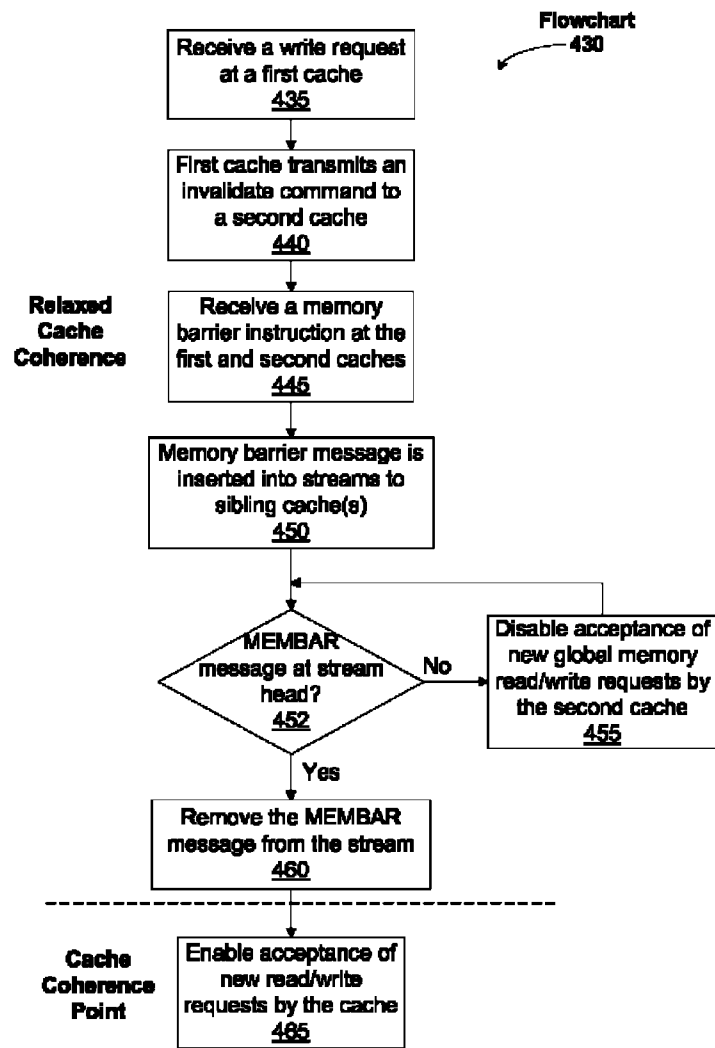 Flowchart
430
Receive a write request
at a first cache
435
First cache transmits an
invalidate command to
a second cache
440
Relaxed
Cache
Coherence
Receive a memory
barrier instruction at the
first and second caches
445
Memory barrier message is
inserted into streams to
sibling cache(s)
450
MEMBAR
message at stream
head?
452
No
Disable acceptance of
new global memory
read/write requests by
the second cache
455
Yes
Remove the MEMBAR
message from the stream
460
Cache
Coherence
Point
Enable acceptance of
new read/write
requests by the cache
465